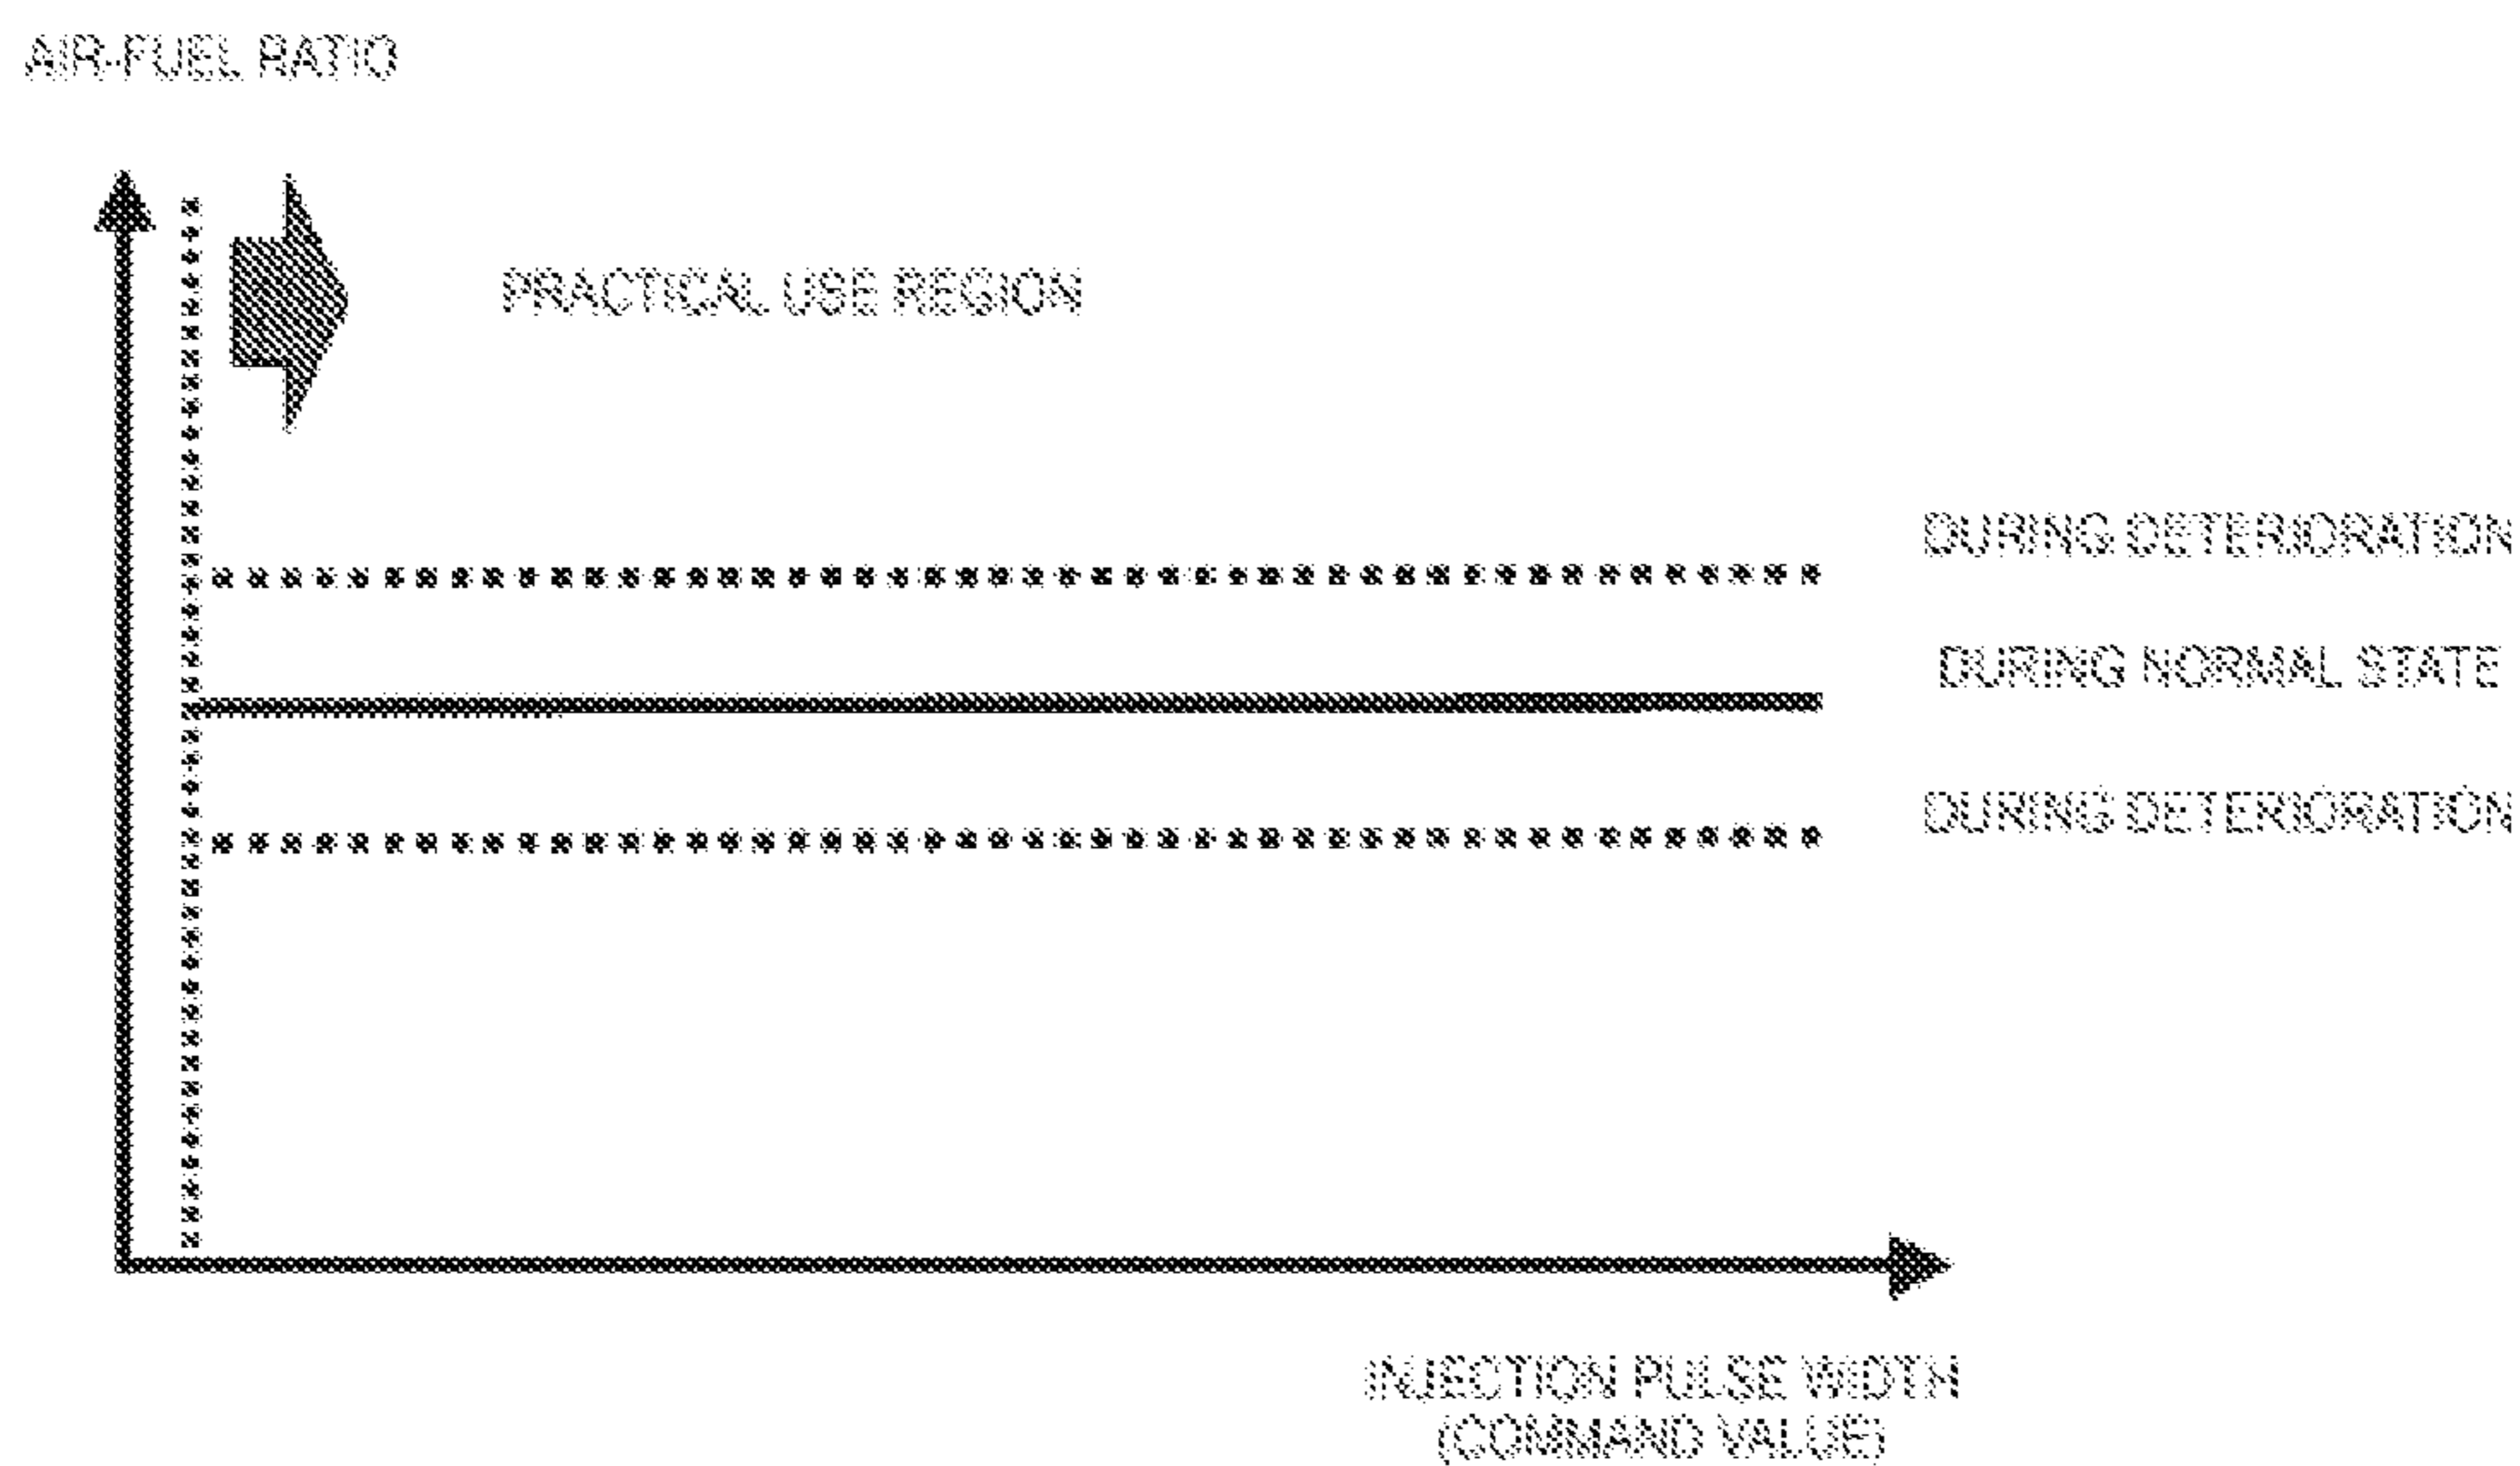 AIR-FUEL RATIO
PRACTICAL USE REGION
DURING DETERIORATION
DURING NORMAL STATE
DURING DETERIORATION
INJECTION PULSE WIDTH
(COMMAND VALUE)